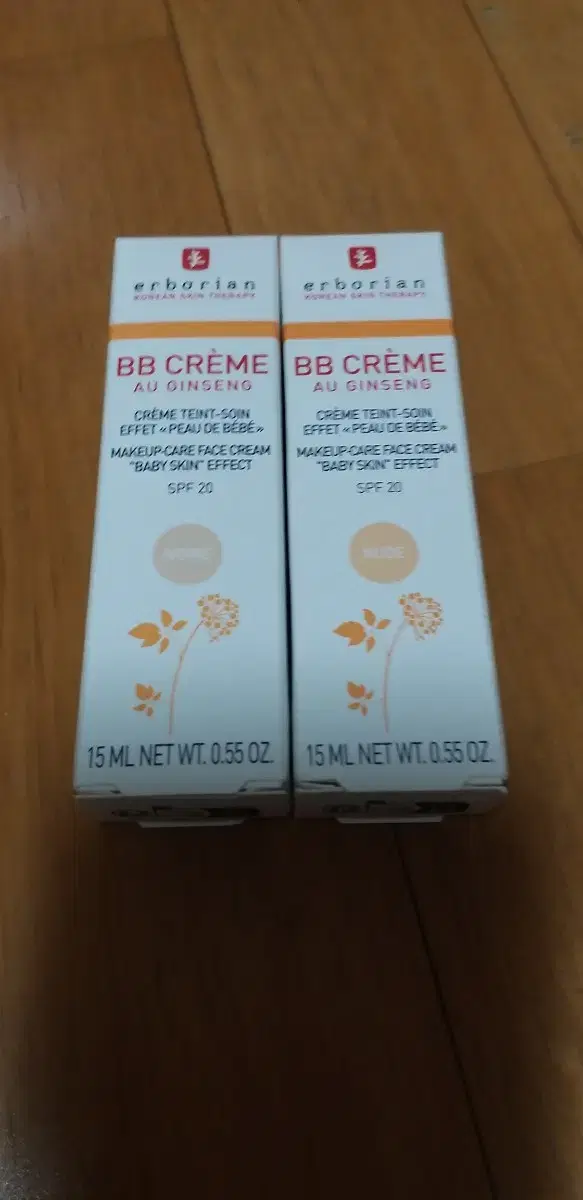 erborian
KOREAN SKIN THERAPY
BB CRÈME
AU GINSENG
CRÈME TEINT-SOIN
EFFET «PEAU DE BÉBÉ»
MAKEUP-CARE FACE CREAM
"BABY SKIN" EFFECT
SPF 20
15 ML NET WT. 0.55 OZ.
erborian
KOREAN SKIN THERAPY
BB CRÈME
AU GINSENG
CRÈME TEINT-SOIN
EFFET «PEAU DE BÉBÉ»
MAKEUP-CARE FACE CREAM
"BABY SKIN" EFFECT
SPF 20
NUDE
15 ML NET WT. 0.55 OZ.